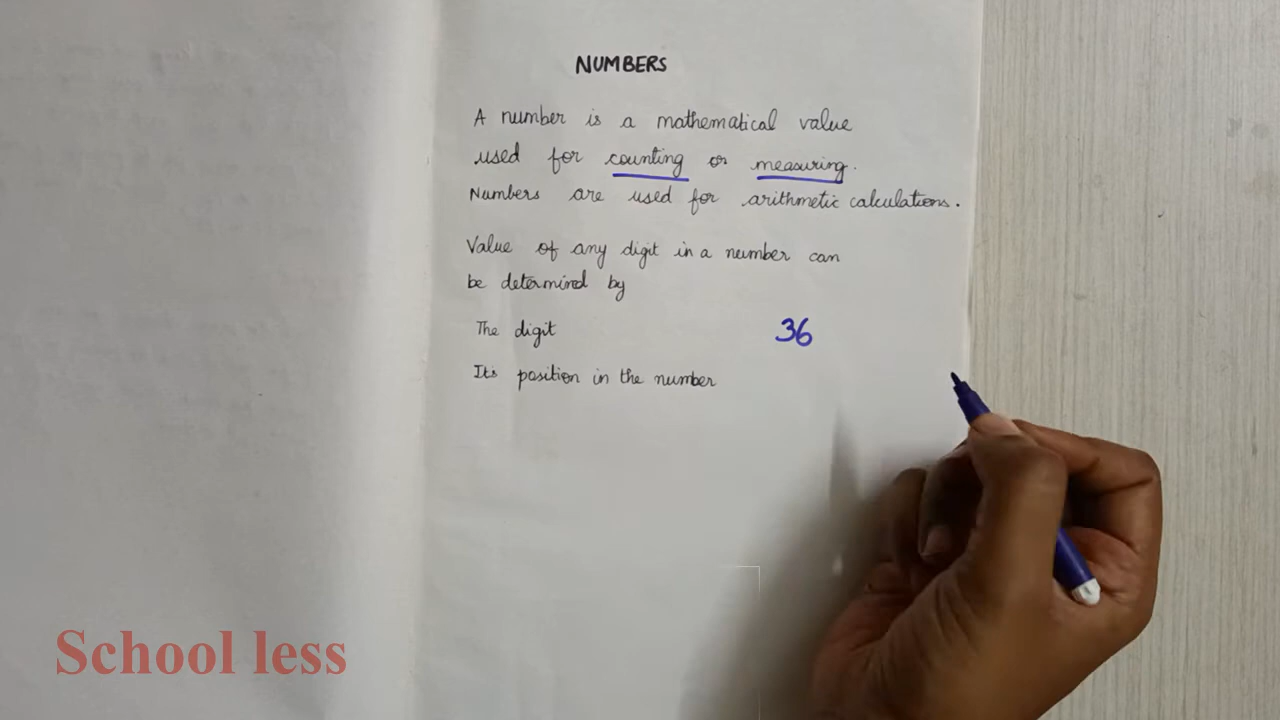 NUMBERS
A number is a mathematical value
used for counting or measuring.
Numbers are used for arithmetic calculations.
Value of any digit in a number can
be determined by
The digit 36
Its position in the number
School less